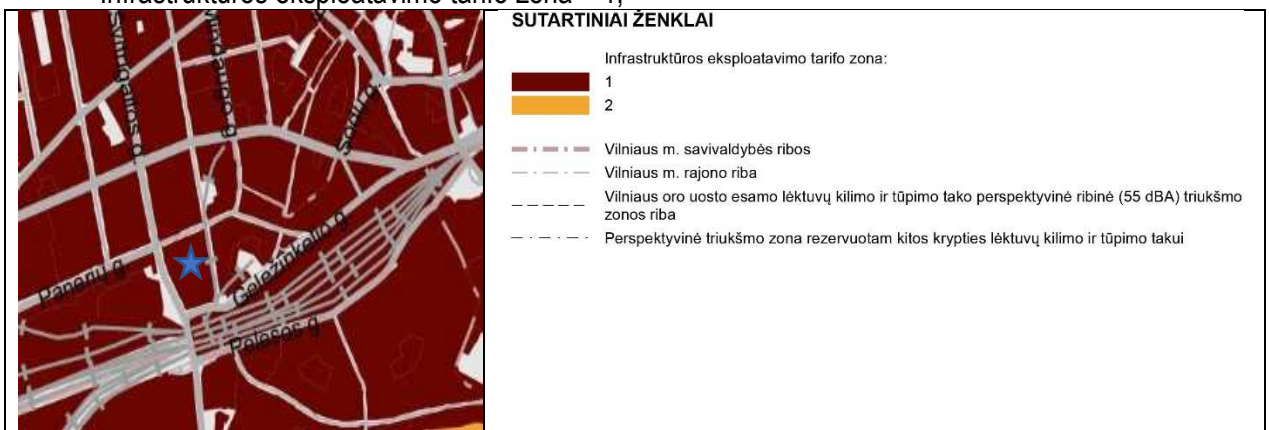 Infrastruktūros eksploatavimo tarifo zona – 1;
SUTARTINIAI ŽENKLAI
Infrastruktūros eksploatavimo tarifo zona:
1
2
Vilniaus m. savivaldybės ribos
Vilniaus m. rajono riba
Vilniaus oro uosto esamo lėktuvų kilimo ir tūpimo tako perspektyvinė ribinė (55 dBA) triukšmo
zonos riba
Perspektyvinė triukšmo zona rezervuotam kitos krypties lėktuvų kilimo ir tūpimo takui
Sodų g.
Panerių g.
Geležinkelio g.
Pelesos g.